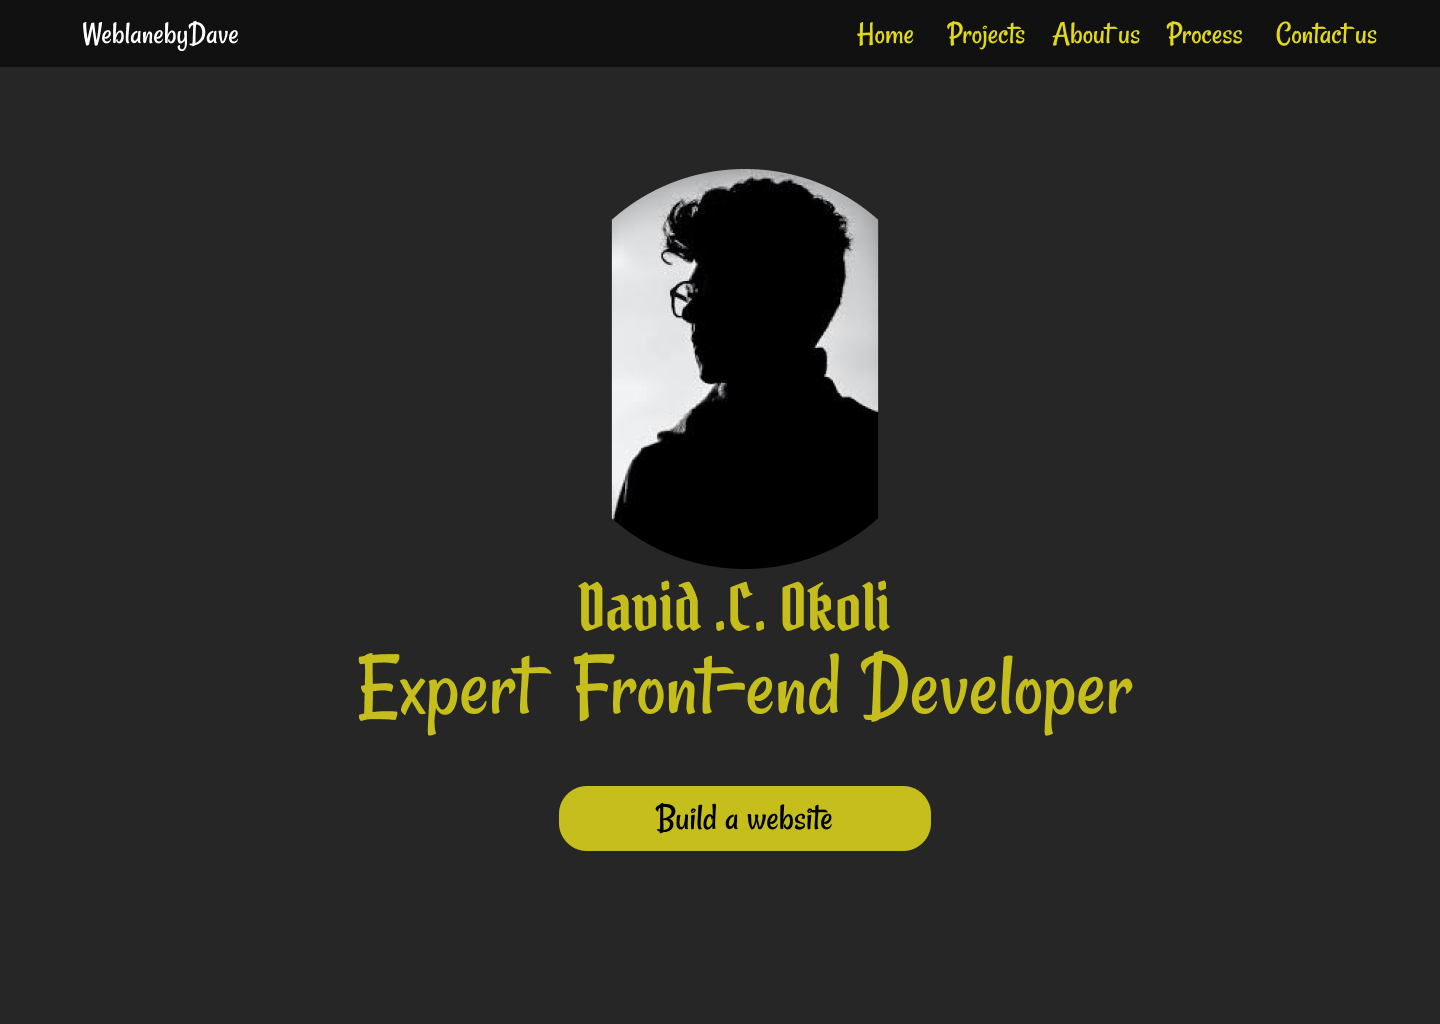 WeblanebyDave Home Projects About us Process Contact us
David .C. Okoli
Expert Front-end Developer
Build a website